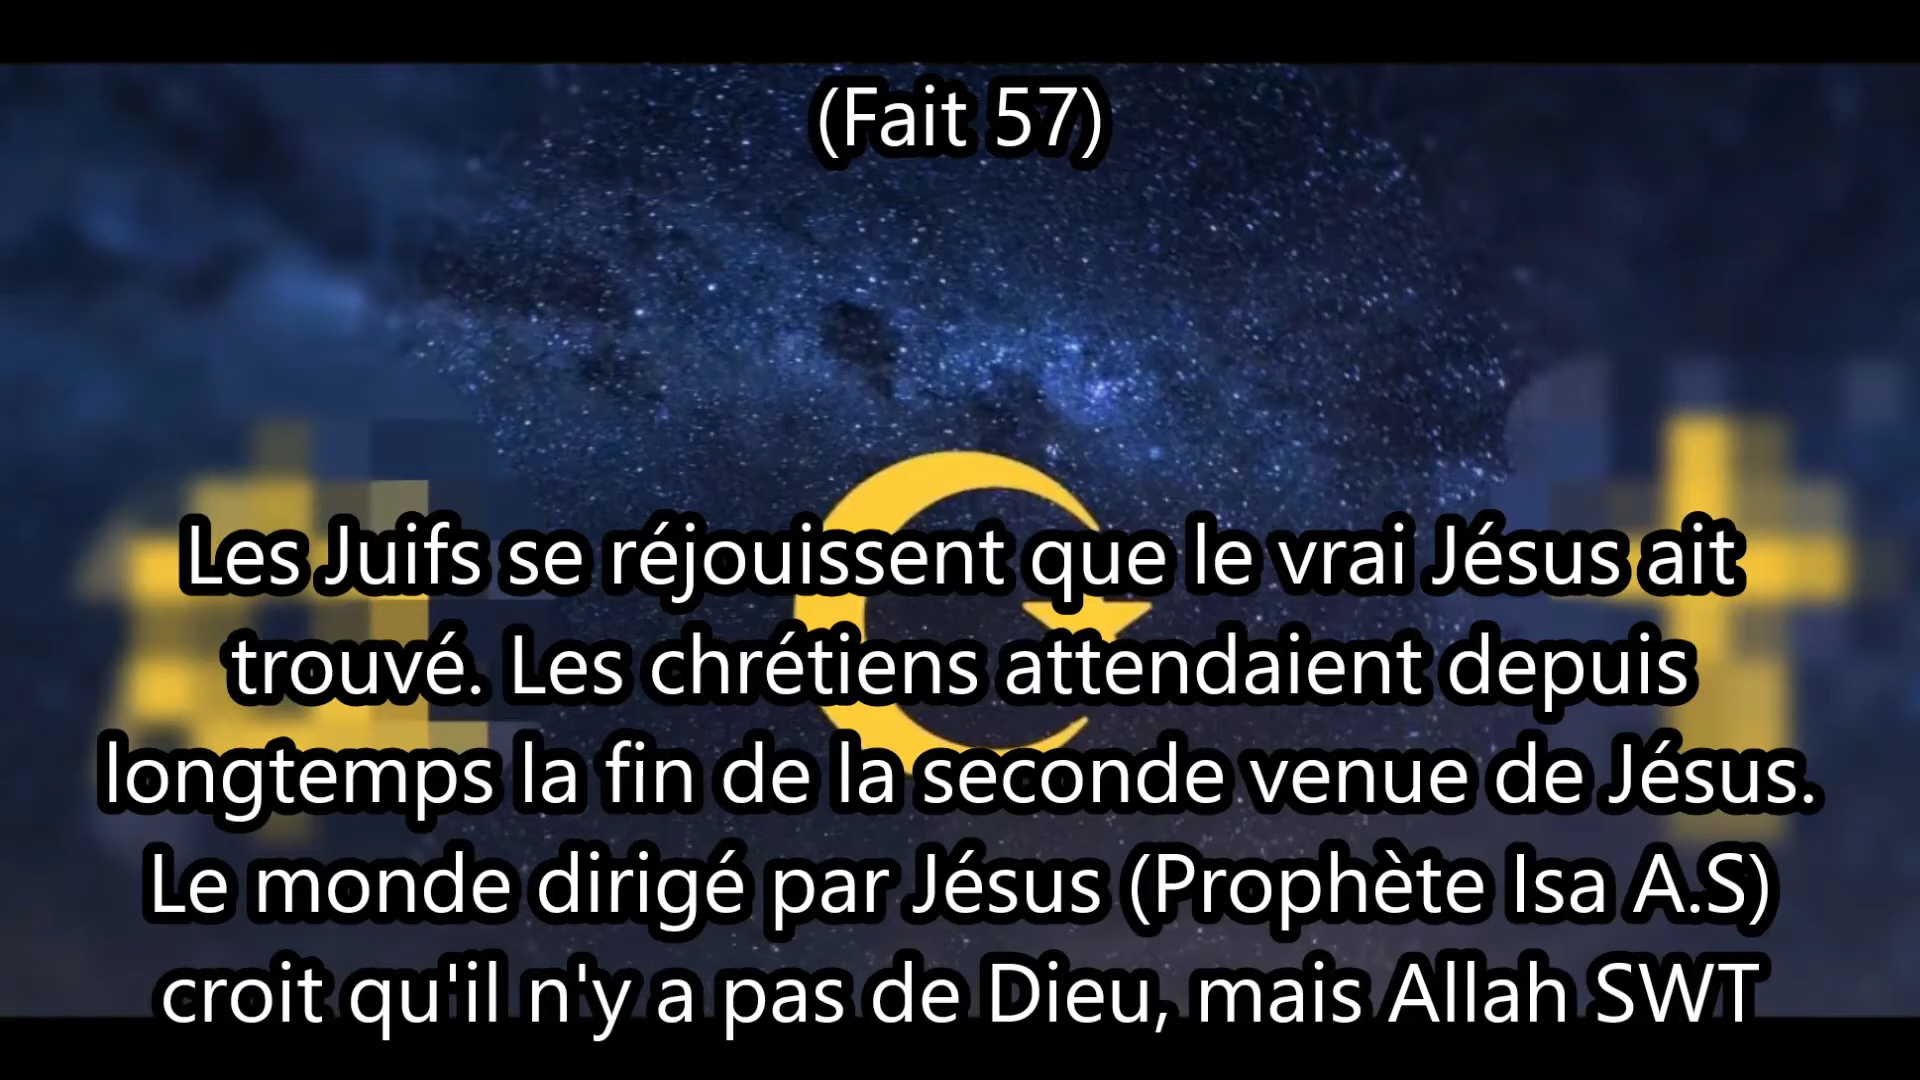 (Fait 57)
Les Juifs se réjouissent que le vrai Jésus ait
trouvé. Les chrétiens attendaient depuis
longtemps la fin de la seconde venue de Jésus.
Le monde dirigé par Jésus (Prophète Isa A.S)
croit qu'il n'y a pas de Dieu, mais Allah SWT